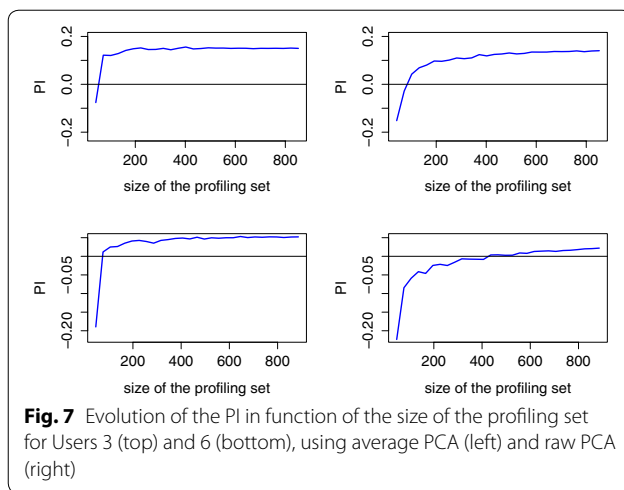 0.2
0.0
−0.2
PI
200 400 600 800
size of the profiling set
0.2
0.0
−0.2
PI
200 400 600 800
size of the profiling set
−0.05
−0.20
PI
200 400 600 800
size of the profiling set
−0.05
−0.20
PI
200 400 600 800
size of the profiling set
Fig. 7 Evolution of the PI in function of the size of the profiling set
for Users 3 (top) and 6 (bottom), using average PCA (left) and raw PCA
(right)